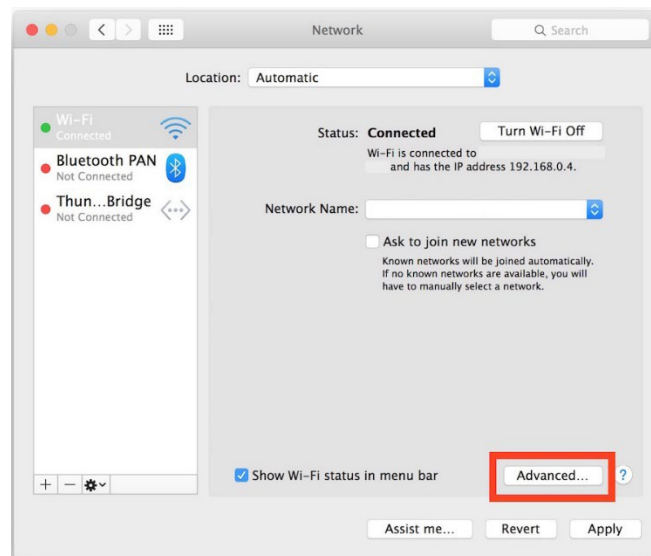 Network
Search
Location: Automatic
Wi-Fi
Connected
Bluetooth PAN
Not Connected
Thun...Bridge
Not Connected
Status: Connected
Turn Wi-Fi Off
Wi-Fi is connected to
and has the IP address 192.168.0.4.
Network Name:
Ask to join new networks
Known networks will be joined automatically.
If no known networks are available, you will
have to manually select a network.
Show Wi-Fi status in menu bar
Advanced...
?
Assist me...
Revert
Apply